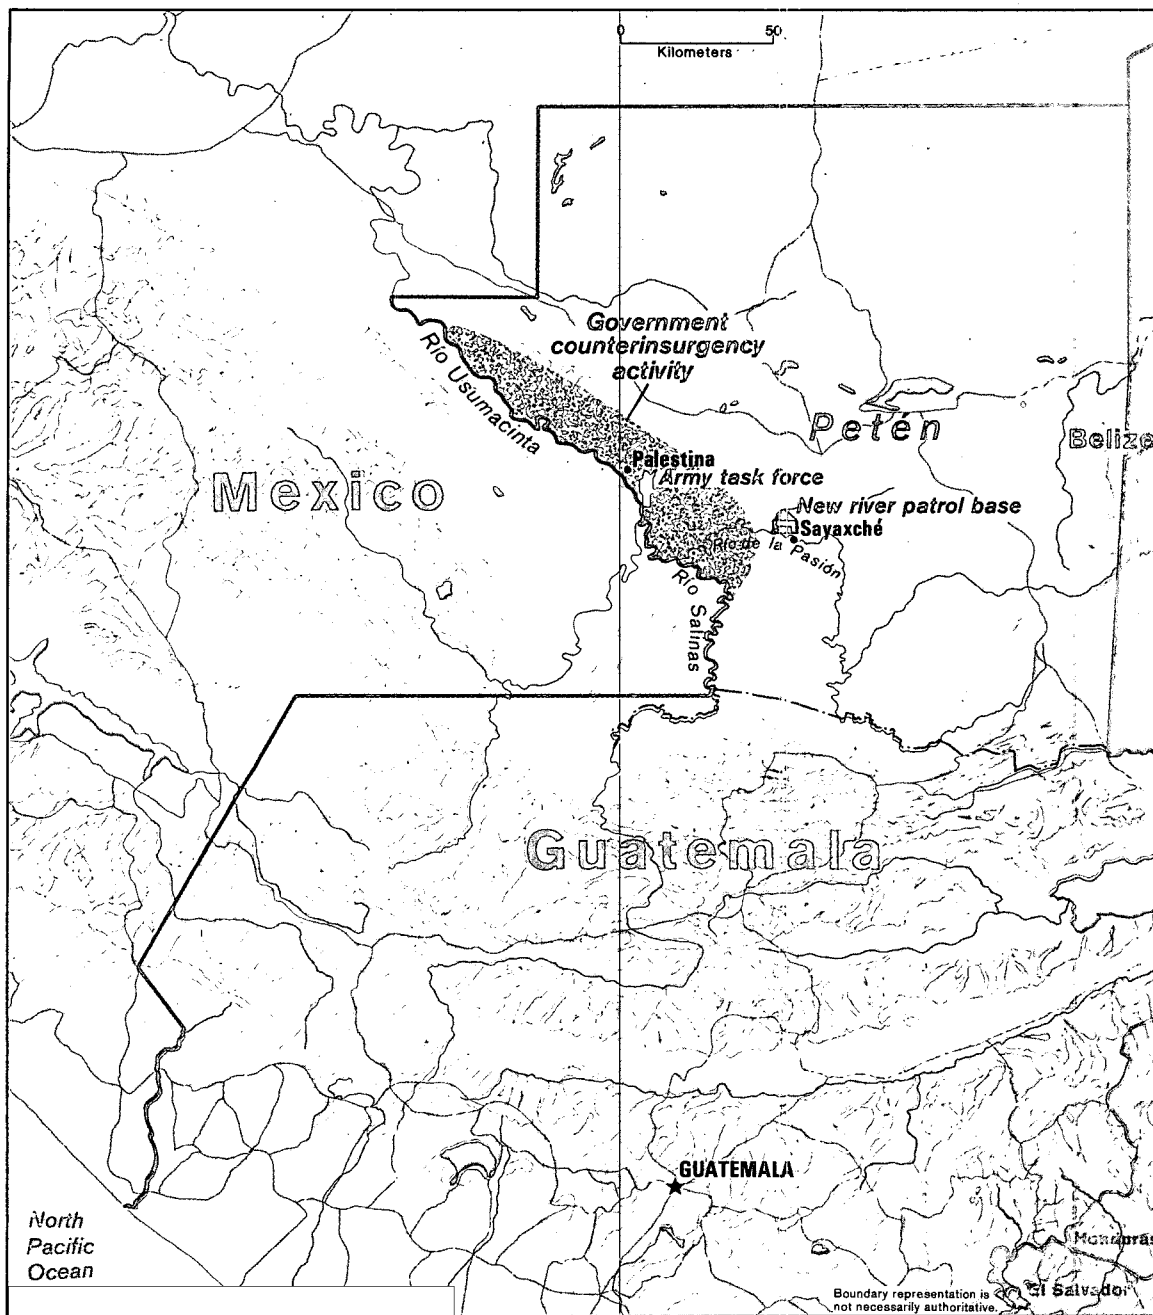 0 50
Kilometers
Government
counterinsurgency
activity
Río Usumacinta
Petén
Belize
Palestina
Army task force
Mexico
New river patrol base
Sayaxché
Río de la Pasión
Río Salinas
Guatemala
GUATEMALA
North
Pacific
Ocean
Honduras
El Salvador
Boundary representation is
not necessarily authoritative.